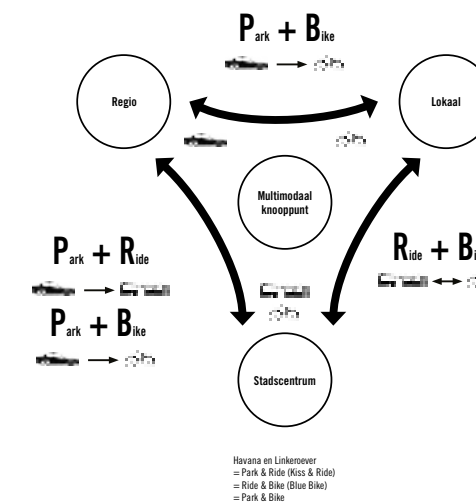 Park + Bike
Regio
Lokaal
Multimodaal
knooppunt
Park + Ride
Ride + Bi
Park + Bike
Stadscentrum
Havana en Linkeroever
= Park & Ride (Kiss & Ride)
= Ride & Bike (Blue Bike)
= Park & Bike